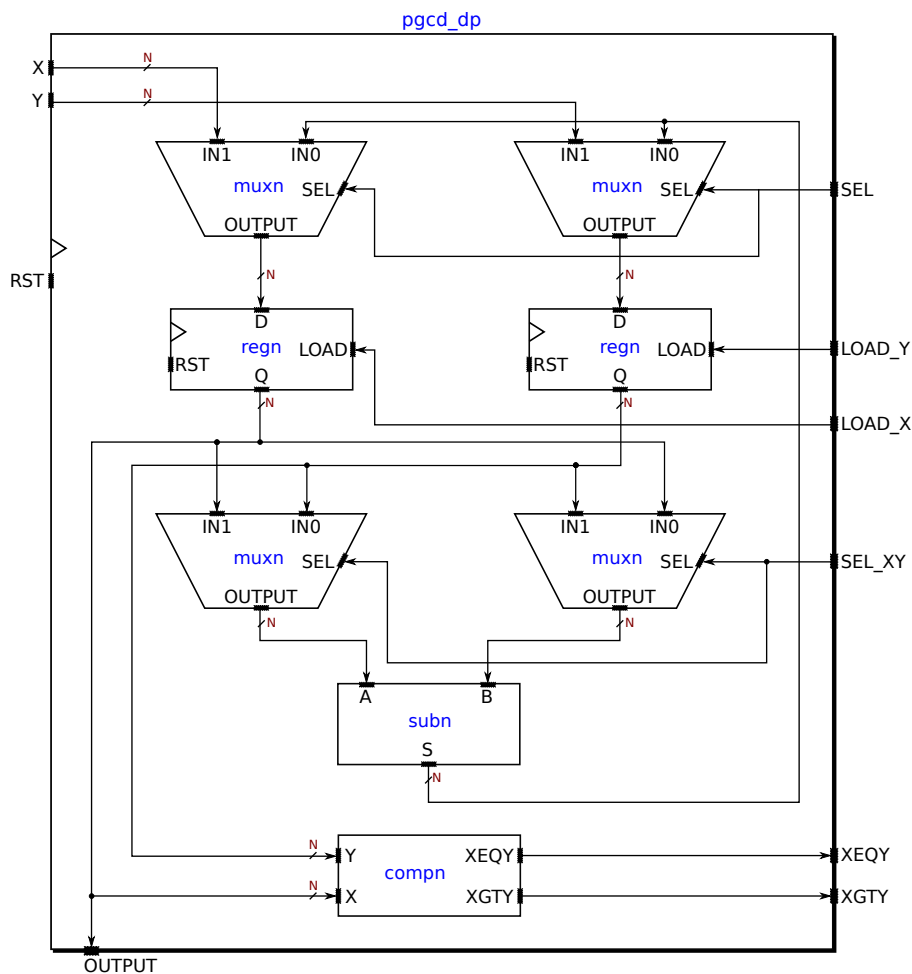 pgcd_dp
X
N
Y
N
IN1
IN0
IN1
IN0
muxn
SEL
muxn
SEL
SEL
OUTPUT
OUTPUT
RST
N
N
D
D
regn
LOAD
regn
LOAD
LOAD_Y
RST
RST
Q
Q
N
N
LOAD_X
IN1
IN0
IN1
IN0
muxn
SEL
muxn
SEL
SEL_XY
OUTPUT
OUTPUT
N
N
A
B
subn
S
N
N
Y
XEQY
XEQY
compn
N
X
XGTY
XGTY
OUTPUT